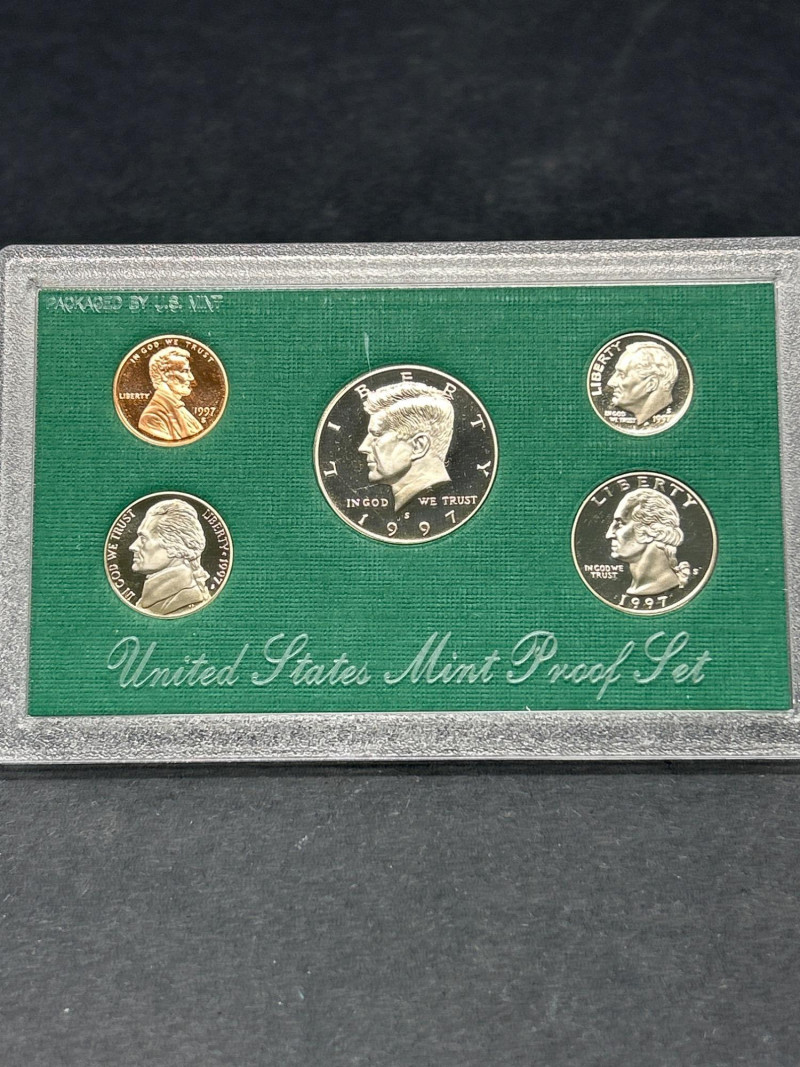 PACKAGED BY U.S. MINT
IN GOD WE TRUST
LIBERTY
1997
S
LIBERTY
IN GOD WE TRUST
S
1997
LIBERTY
IN GOD
WE TRUST
S
1997
IN GOD WE TRUST
LIBERTY • 1997
LIBERTY
IN GOD WE
TRUST
S
1997
United States Mint Proof Set